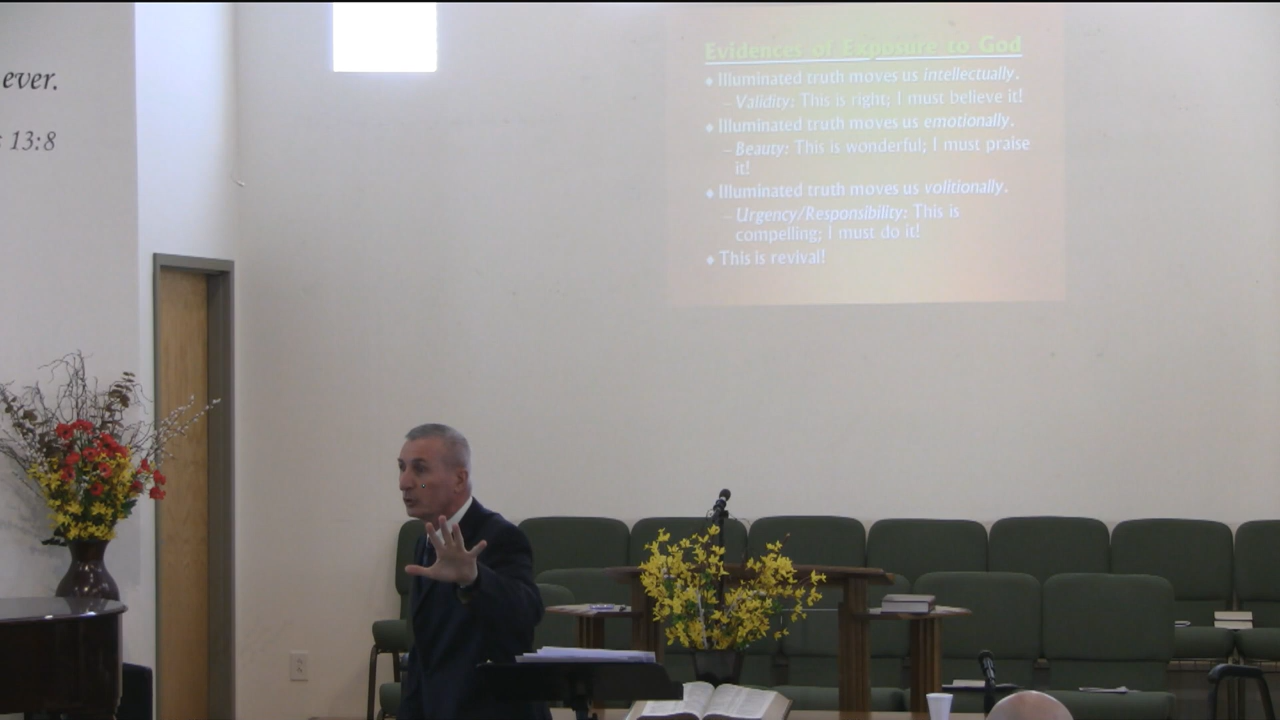 ever.
13:8
Evidences of Exposure to God
♦ Illuminated truth moves us intellectually.
– Validity: This is right; I must believe it!
♦ Illuminated truth moves us emotionally.
– Beauty: This is wonderful; I must praise
it!
♦ Illuminated truth moves us volitionally.
– Urgency/Responsibility: This is
compelling; I must do it!
♦ This is revival!